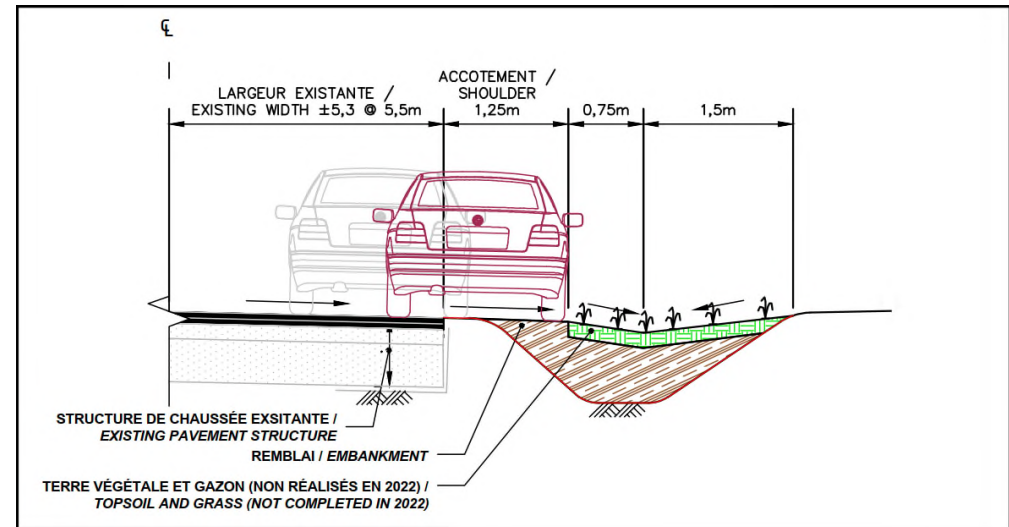 ℄
LARGEUR EXISTANTE /
EXISTING WIDTH ±5,3 @ 5,5m
ACCOTEMENT /
SHOULDER
1,25m
0,75m
1,5m
STRUCTURE DE CHAUSSÉE EXSITANTE /
EXISTING PAVEMENT STRUCTURE
REMBLAI / EMBANKMENT
TERRE VÉGÉTALE ET GAZON (NON RÉALISÉS EN 2022) /
TOPSOIL AND GRASS (NOT COMPLETED IN 2022)